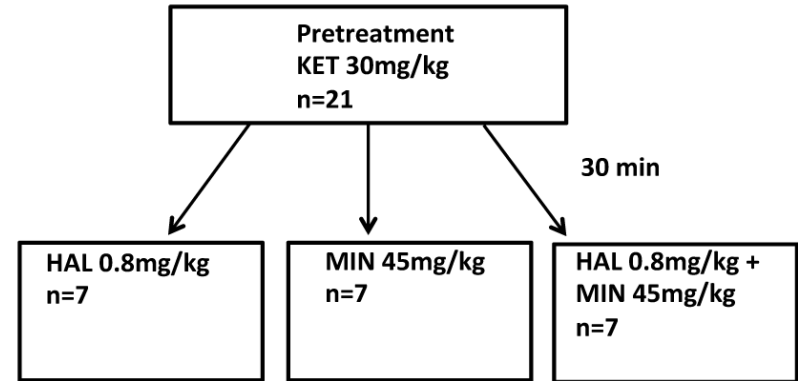 Pretreatment
KET 30mg/kg
n=21
30 min
HAL 0.8mg/kg
n=7
MIN 45mg/kg
n=7
HAL 0.8mg/kg +
MIN 45mg/kg
n=7